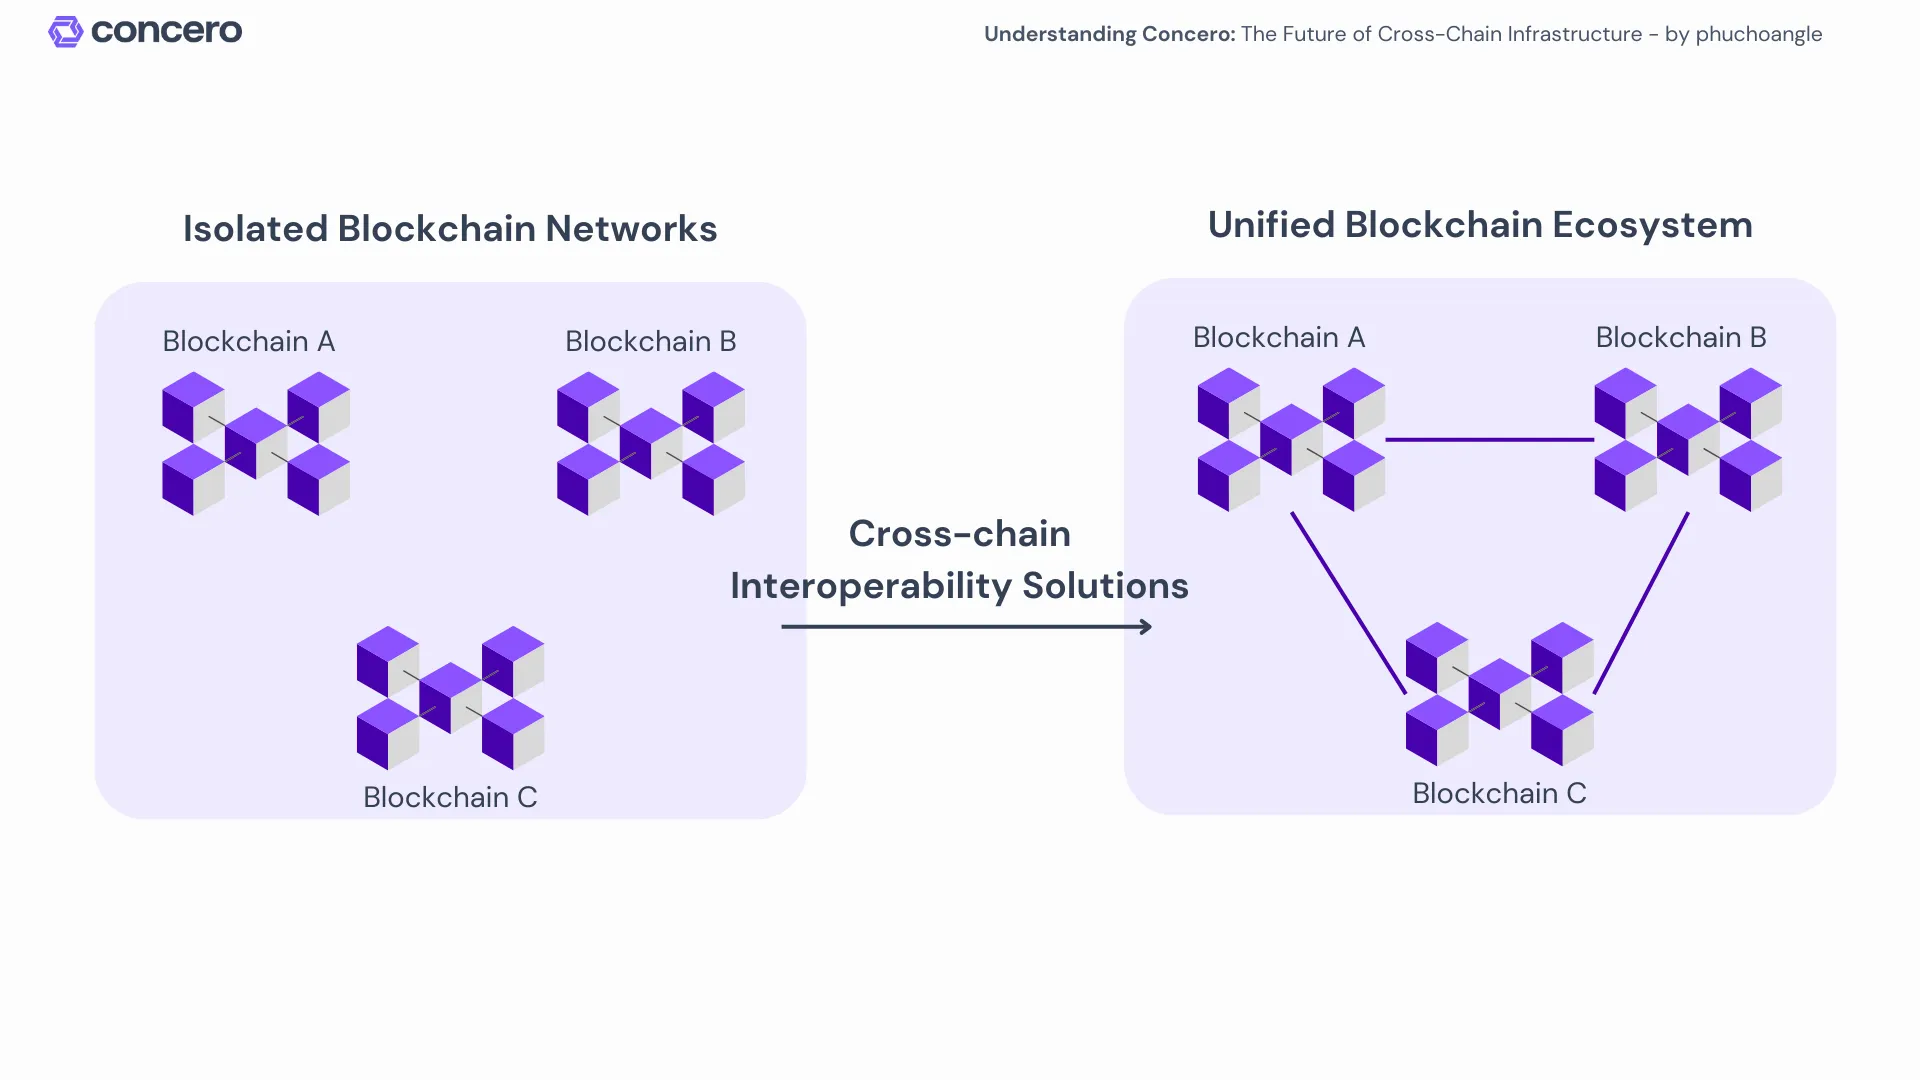 concero
Understanding Concero: The Future of Cross-Chain Infrastructure - by phuchoangle
Isolated Blockchain Networks
Blockchain A
Blockchain B
Blockchain C
Cross-chain
Interoperability Solutions
Unified Blockchain Ecosystem
Blockchain A
Blockchain B
Blockchain C